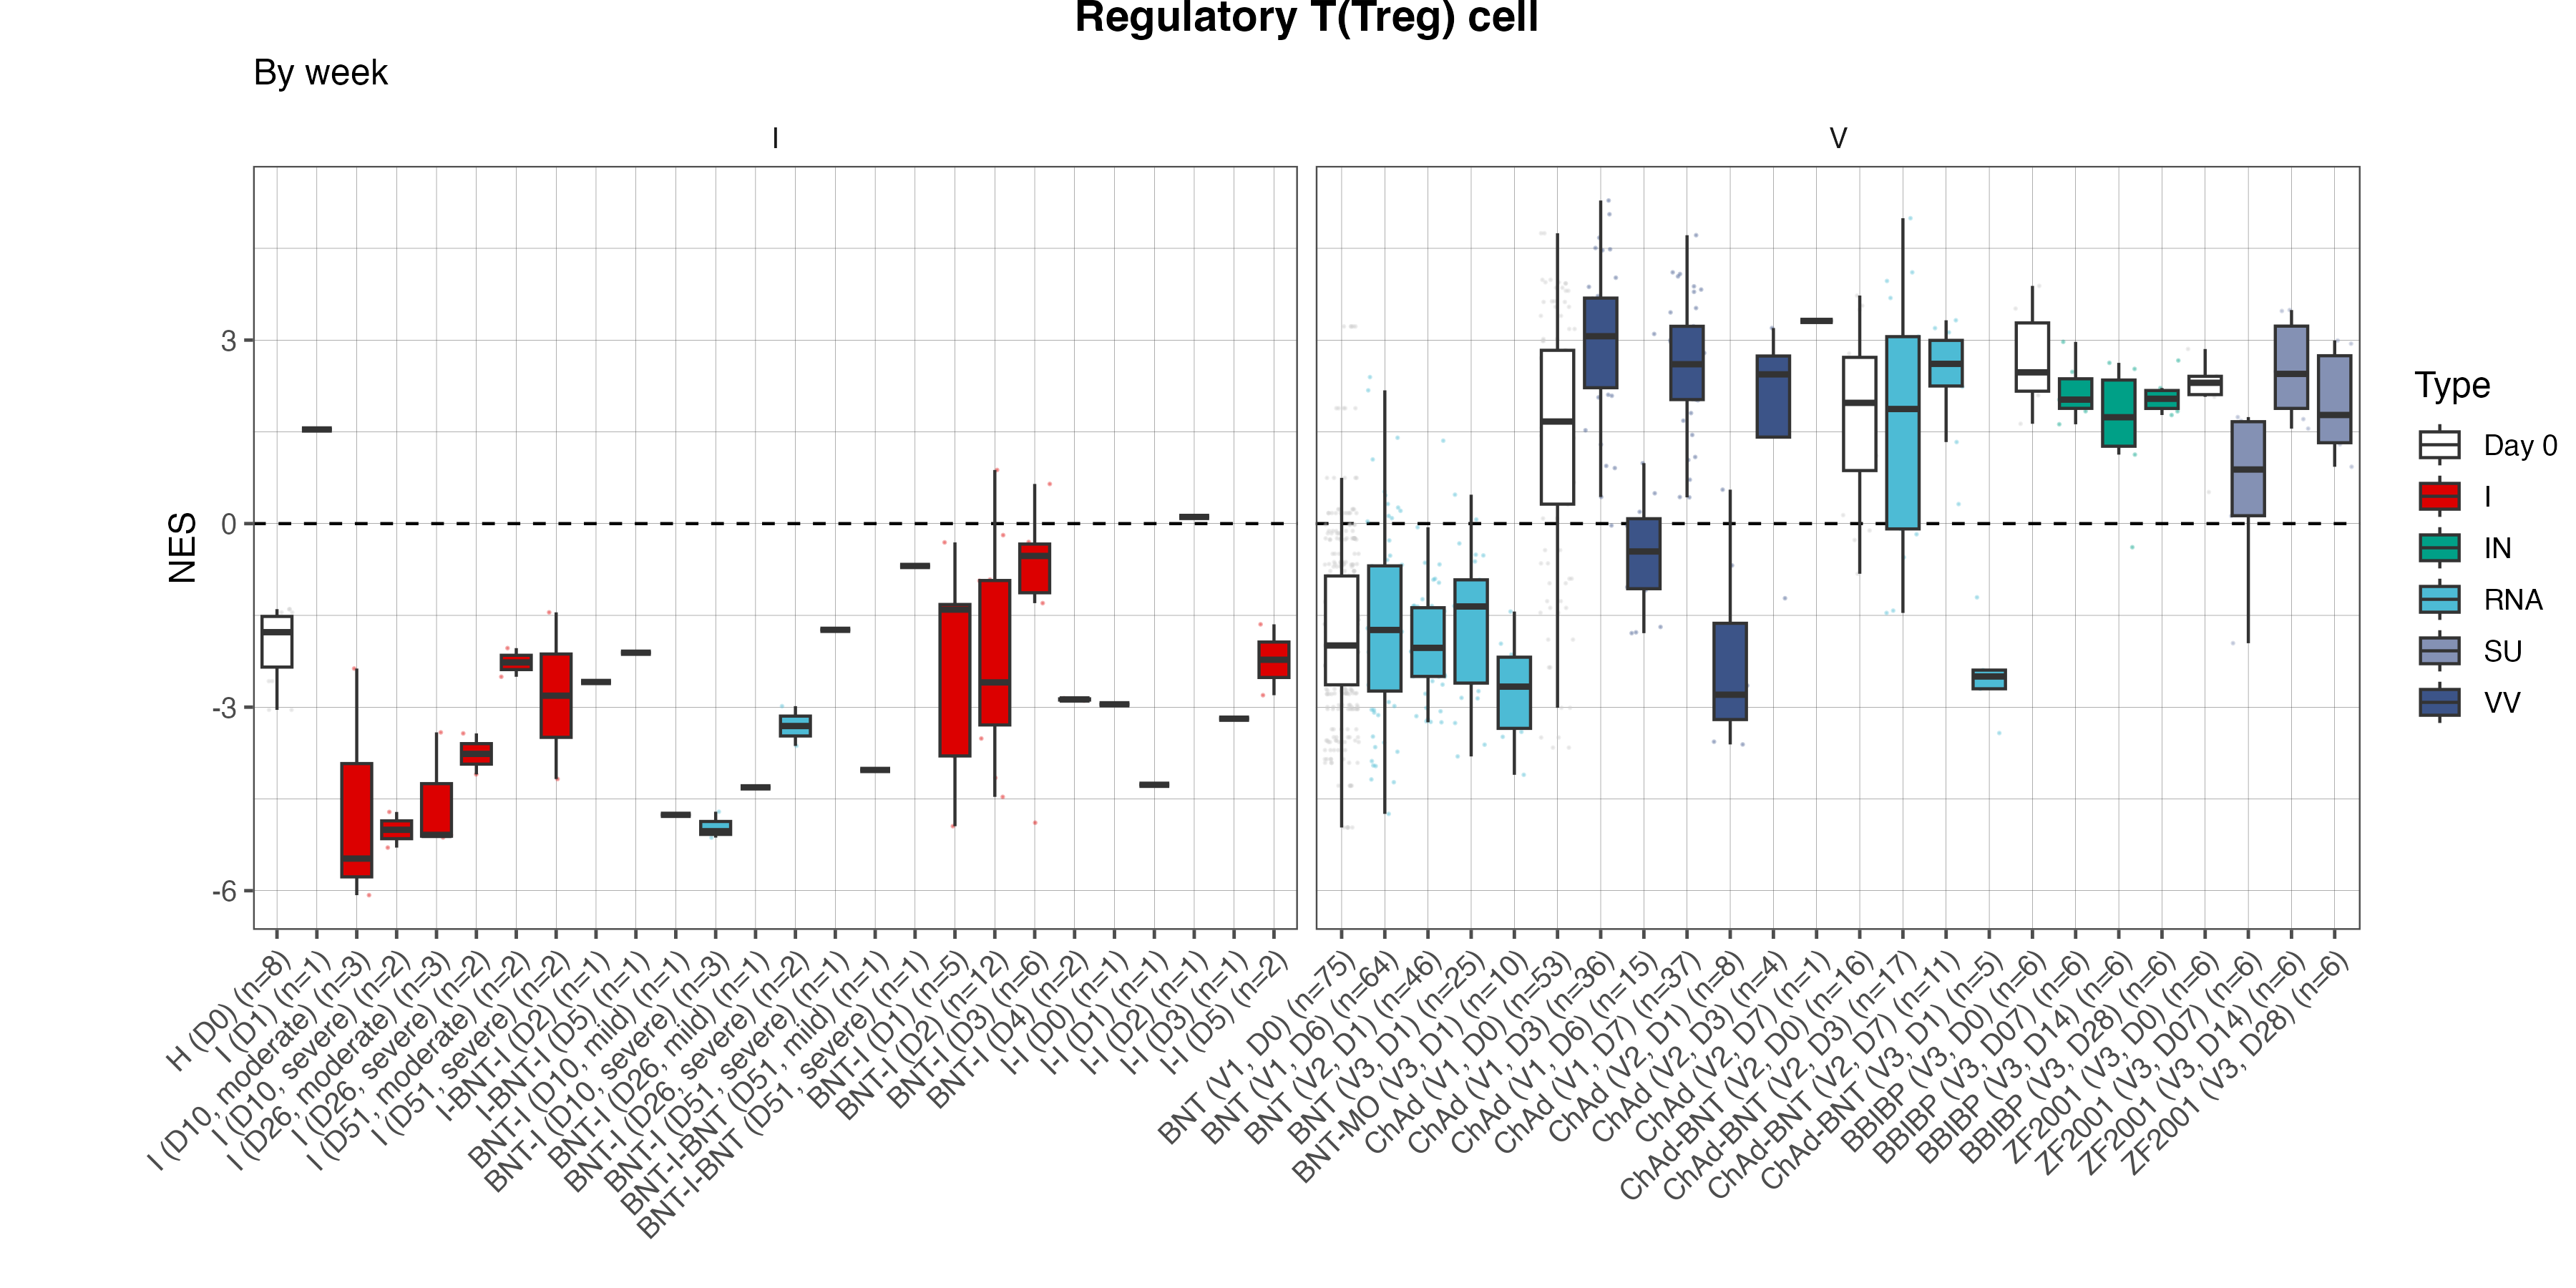 Regulatory T(Treg) cell
By week
I
V
NES
3
0
-3
-6
H (D0) (n=8)
I (D1) (n=1)
I (D10, moderate) (n=3)
I (D10, severe) (n=2)
I (D26, moderate) (n=3)
I (D26, severe) (n=2)
I (D51, moderate) (n=2)
I (D51, severe) (n=2)
I-BNT-I (D2) (n=1)
I-BNT-I (D5) (n=1)
BNT-I (D10, mild) (n=1)
BNT-I (D10, severe) (n=3)
BNT-I (D26, mild) (n=1)
BNT-I (D26, severe) (n=2)
BNT-I (D51, severe) (n=1)
BNT-I-BNT (D51, mild) (n=1)
BNT-I-BNT (D51, severe) (n=1)
BNT-I (D1) (n=5)
BNT-I (D2) (n=12)
BNT-I (D3) (n=6)
BNT-I (D4) (n=2)
I-I (D0) (n=1)
I-I (D1) (n=1)
I-I (D2) (n=1)
I-I (D3) (n=1)
I-I (D5) (n=2)
BNT (V1, D0) (n=75)
BNT (V1, D6) (n=64)
BNT (V2, D1) (n=46)
BNT (V3, D1) (n=25)
BNT-MO (V3, D1) (n=10)
ChAd (V1, D0) (n=53)
ChAd (V1, D3) (n=36)
ChAd (V1, D6) (n=15)
ChAd (V1, D7) (n=37)
ChAd (V2, D1) (n=8)
ChAd (V2, D3) (n=4)
ChAd (V2, D7) (n=1)
ChAd-BNT (V2, D0) (n=16)
ChAd-BNT (V2, D3) (n=17)
ChAd-BNT (V2, D7) (n=11)
ChAd-BNT (V3, D1) (n=5)
BBIBP (V3, D0) (n=6)
BBIBP (V3, D07) (n=6)
BBIBP (V3, D14) (n=6)
BBIBP (V3, D28) (n=6)
ZF2001 (V3, D0) (n=6)
ZF2001 (V3, D07) (n=6)
ZF2001 (V3, D14) (n=6)
ZF2001 (V3, D28) (n=6)
Type
Day 0
I
IN
RNA
SU
VV